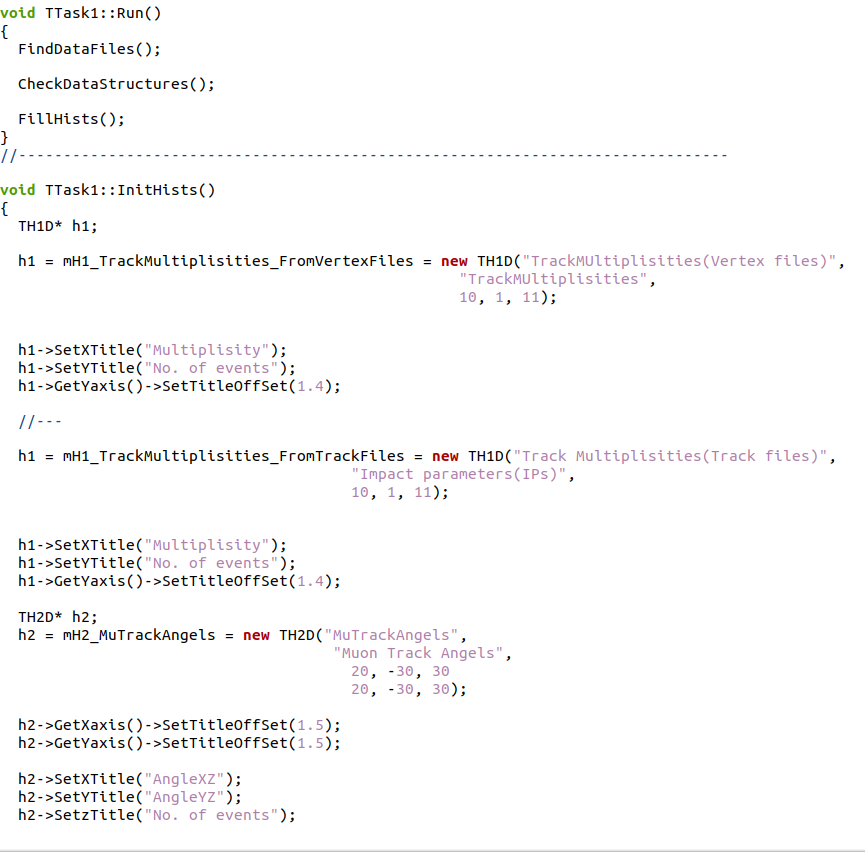 void TTask1::Run()
{
  FindDataFiles();

  CheckDataStructures();

  FillHists();
}
//-------------------------------------------------------------------------------

void TTask1::InitHists()
{
  TH1D* h1;

  h1 = mH1_TrackMultiplisities_FromVertexFiles = new TH1D("TrackMUltiplisities(Vertex files)",
                                                   "TrackMUltiplisities",
                                                   10, 1, 11);


  h1->SetXTitle("Multiplisity");
  h1->SetYTitle("No. of events");
  h1->GetYaxis()->SetTitleOffSet(1.4);

  //---

  h1 = mH1_TrackMultiplisities_FromTrackFiles = new TH1D("Track Multiplisities(Track files)",
                                       "Impact parameters(IPs)",
                                       10, 1, 11);


  h1->SetXTitle("Multiplisity");
  h1->SetYTitle("No. of events");
  h1->GetYaxis()->SetTitleOffSet(1.4);

  TH2D* h2;
  h2 = mH2_MuTrackAngels = new TH2D("MuTrackAngels",
                                     "Muon Track Angels",
                                       20, -30, 30
                                       20, -30, 30);

  h2->GetXaxis()->SetTitleOffSet(1.5);
  h2->GetYaxis()->SetTitleOffSet(1.5);

  h2->SetXTitle("AngleXZ");
  h2->SetYTitle("AngleYZ");
  h2->SetzTitle("No. of events");